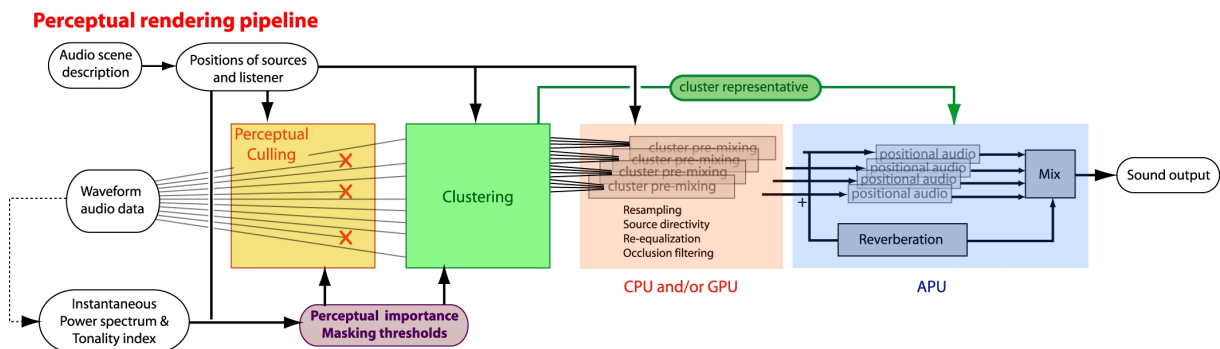 Perceptual rendering pipeline
Audio scene
description
Positions of sources
and listener
cluster representative
Perceptual
Culling
Waveform
audio data
Clustering
cluster pre-mixing
cluster pre-mixing
cluster pre-mixing
cluster pre-mixing
Resampling
Source directivity
Re-equalization
Occlusion filtering
CPU and/or GPU
positional audio
positional audio
positional audio
positional audio
+
Mix
Reverberation
APU
Sound output
Instantaneous
Power spectrum &
Tonality index
Perceptual importance
Masking thresholds